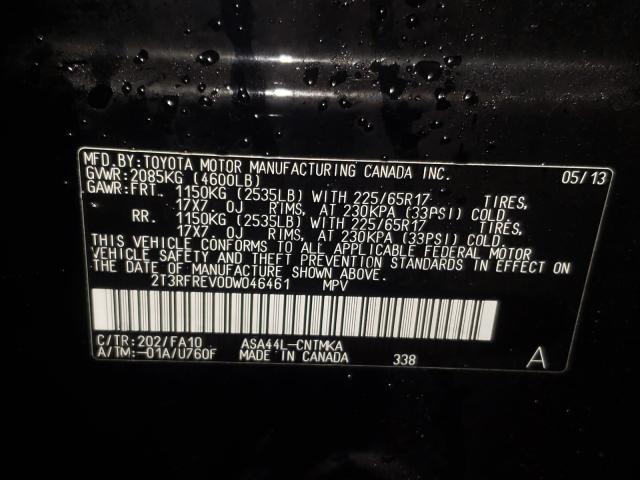 MFD.BY:TOYOTA MOTOR MANUFACTURING CANADA INC. 05/13
GVWR:2085KG (4600LB)
GAWR:FRT. 1150KG (2535LB) WITH 225/65R17 TIRES,
17X7.0J RIMS, AT 230KPA (33PSI) COLD.
RR. 1150KG (2535LB) WITH 225/65R17 TIRES,
17X7.0J RIMS, AT 230KPA (33PSI) COLD.
THIS VEHICLE CONFORMS TO ALL APPLICABLE FEDERAL MOTOR
VEHICLE SAFETY AND THEFT PREVENTION STANDARDS IN EFFECT ON
THE DATE OF MANUFACTURE SHOWN ABOVE.
2T3RFREV0DW046461 MPV
C/TR:202/FA10 ASA44L-CNTMKA
A/TM:-01A/U760F MADE IN CANADA 338 A